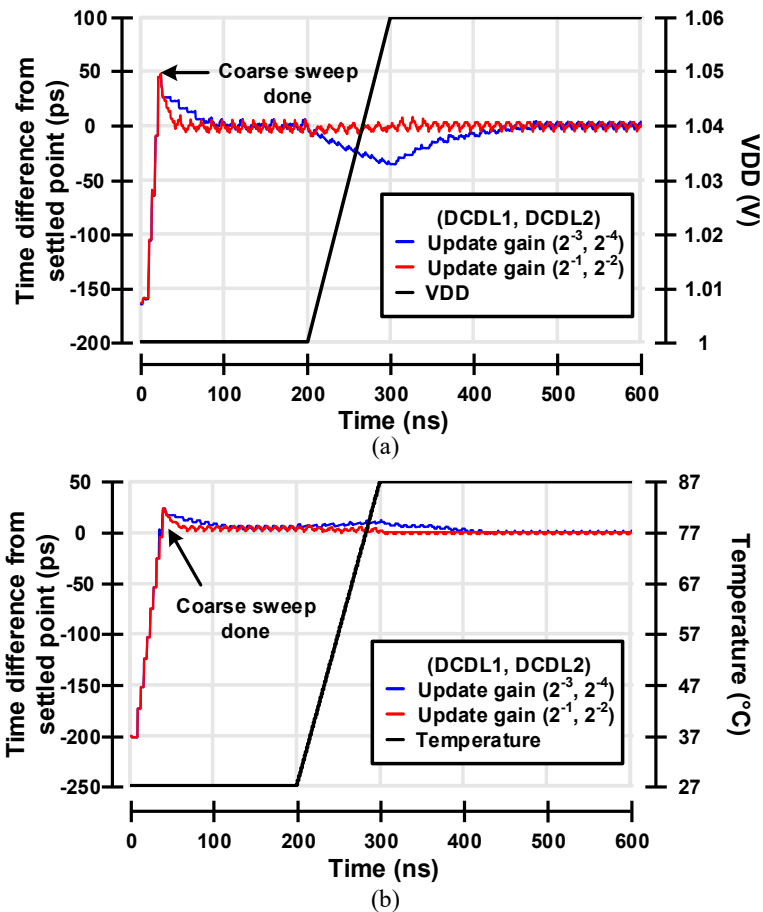 Time difference from
settled point (ps)
100
50
0
-50
-100
-150
-200
Coarse sweep
done
(DCDL1, DCDL2)
Update gain (2⁻³, 2⁻⁴)
Update gain (2⁻¹, 2⁻²)
VDD
1.06
1.05
1.04
1.03
1.02
1.01
1
VDD (V)
0 100 200 300 400 500 600
Time (ns)
(a)
Time difference from
settled point (ps)
50
0
-50
-100
-150
-200
-250
Coarse sweep
done
(DCDL1, DCDL2)
Update gain (2⁻³, 2⁻⁴)
Update gain (2⁻¹, 2⁻²)
Temperature
87
77
67
57
47
37
27
Temperature (°C)
0 100 200 300 400 500 600
Time (ns)
(b)